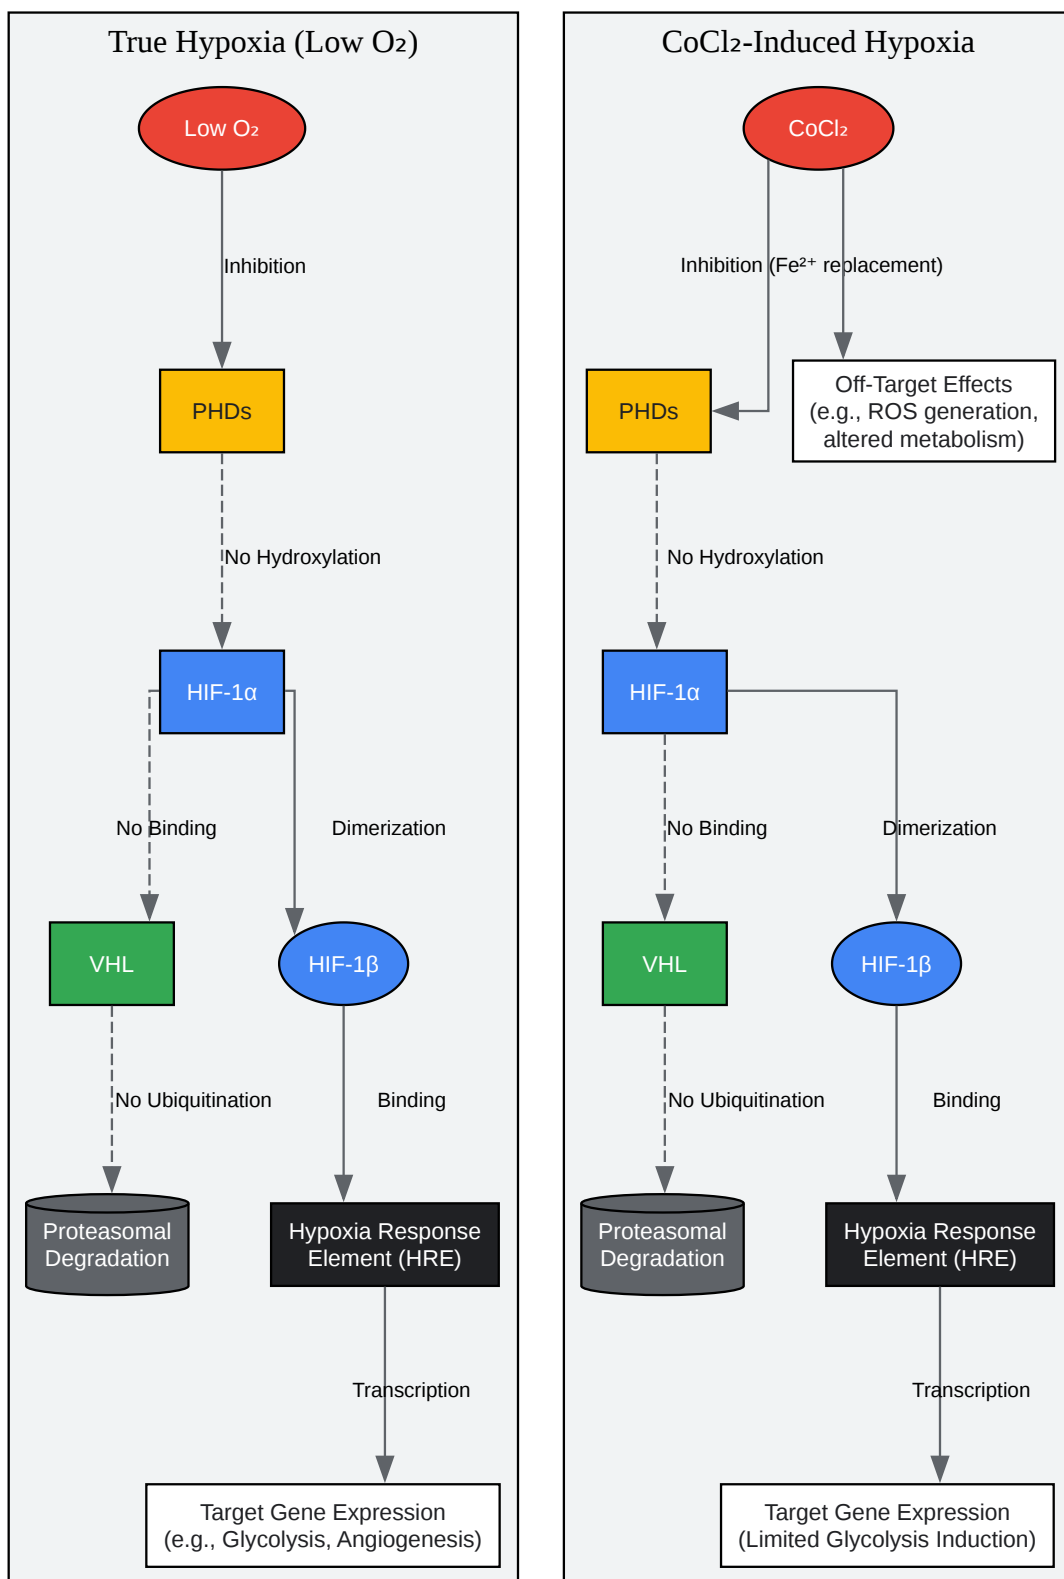 True Hypoxia (Low O₂)
Low O₂
Inhibition
PHDs
No Hydroxylation
HIF-1α
No Binding
Dimerization
VHL
HIF-1β
No Ubiquitination
Binding
Proteasomal
Degradation
Hypoxia Response
Element (HRE)
Transcription
Target Gene Expression
(e.g., Glycolysis, Angiogenesis)
CoCl₂-Induced Hypoxia
CoCl₂
Inhibition (Fe²⁺ replacement)
PHDs
Off-Target Effects
(e.g., ROS generation,
altered metabolism)
No Hydroxylation
HIF-1α
No Binding
Dimerization
VHL
HIF-1β
No Ubiquitination
Binding
Proteasomal
Degradation
Hypoxia Response
Element (HRE)
Transcription
Target Gene Expression
(Limited Glycolysis Induction)